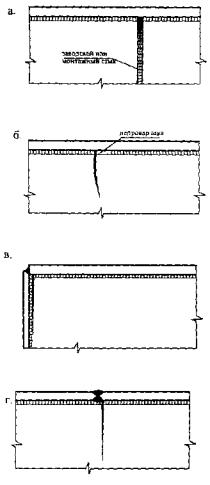 а.
заводской или
монтажный стык
б.
непровар шва
в.
г.